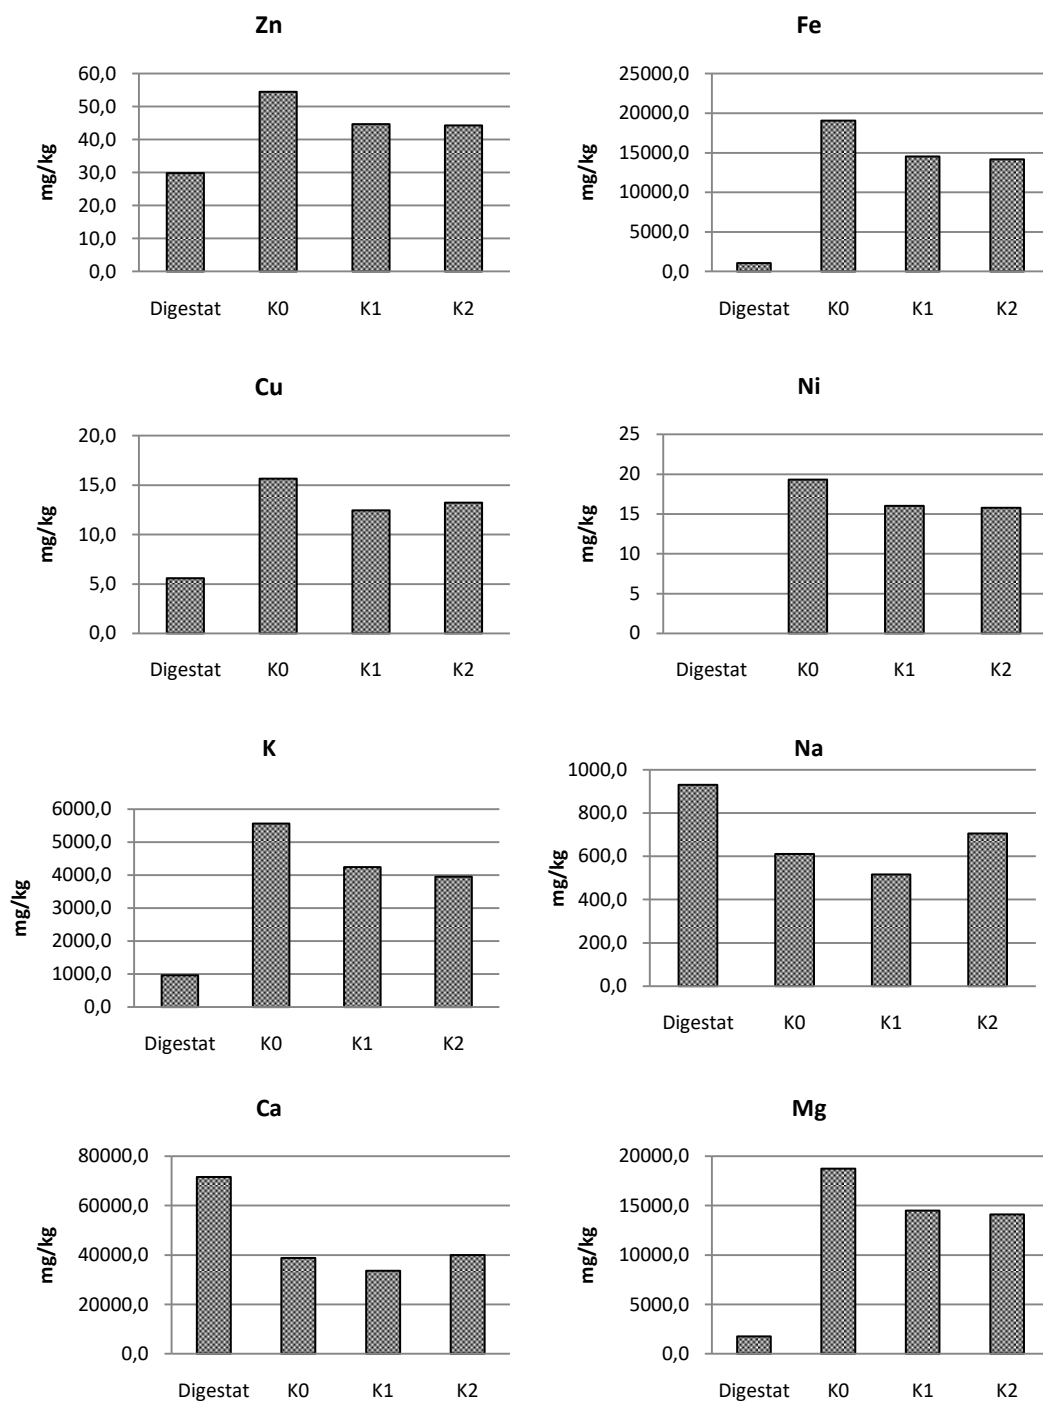 Zn
60,0
50,0
40,0
30,0
20,0
10,0
0,0
mg/kg
Digestat K0 K1 K2
Fe
25000,0
20000,0
15000,0
10000,0
5000,0
0,0
mg/kg
Digestat K0 K1 K2
Cu
20,0
15,0
10,0
5,0
0,0
mg/kg
Digestat K0 K1 K2
Ni
25
20
15
10
5
0
mg/kg
Digestat K0 K1 K2
K
6000,0
5000,0
4000,0
3000,0
2000,0
1000,0
0,0
mg/kg
Digestat K0 K1 K2
Na
1000,0
800,0
600,0
400,0
200,0
0,0
mg/kg
Digestat K0 K1 K2
Ca
80000,0
60000,0
40000,0
20000,0
0,0
mg/kg
Digestat K0 K1 K2
Mg
20000,0
15000,0
10000,0
5000,0
0,0
mg/kg
Digestat K0 K1 K2